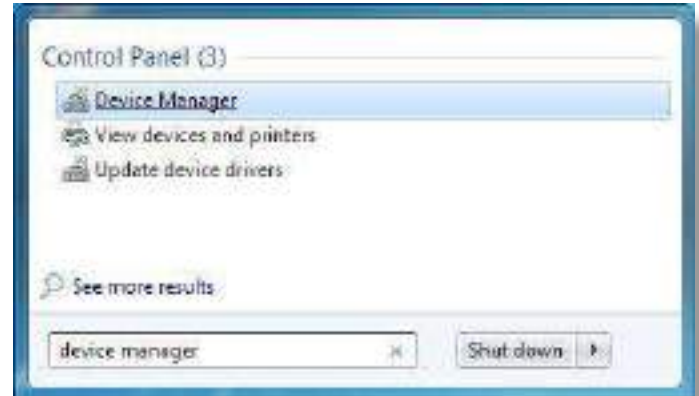 Control Panel (3)
Device Manager
View devices and printers
Update device drivers
See more results
device manager
Shut down